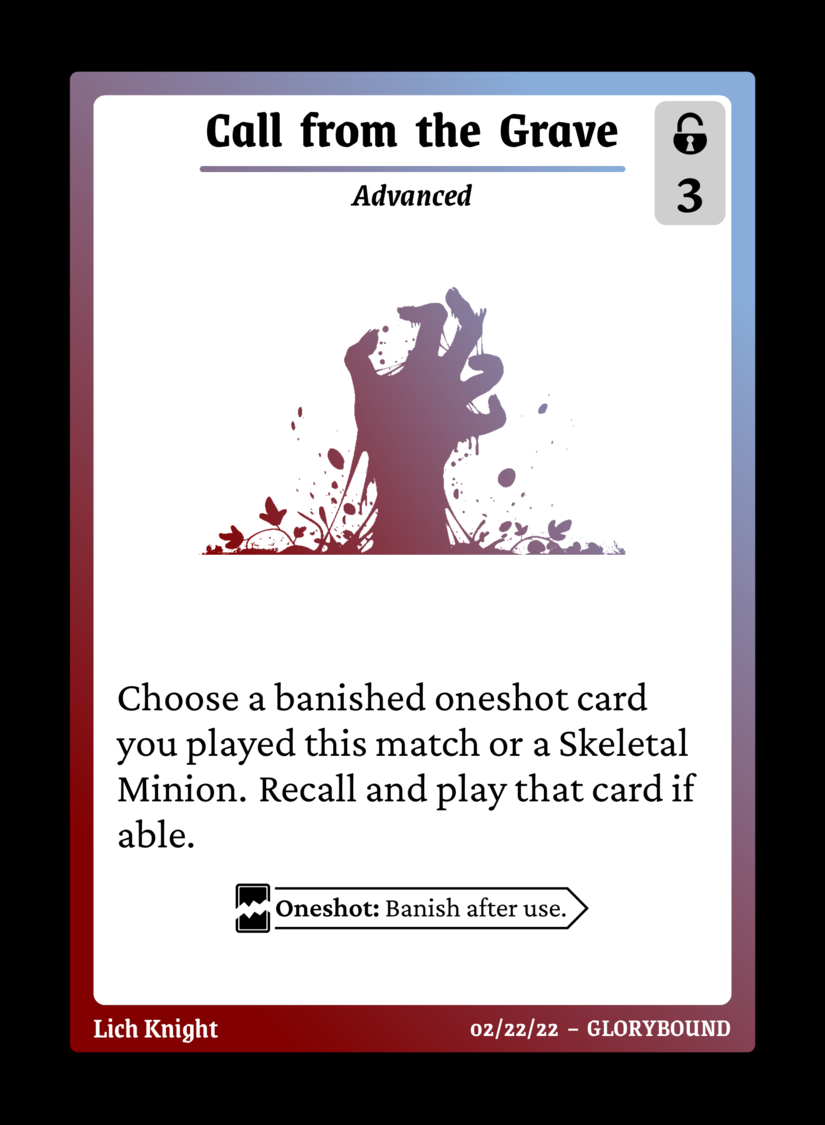 Call from the Grave
3
Advanced
Choose a banished oneshot card
you played this match or a Skeletal
Minion. Recall and play that card if
able.
Oneshot: Banish after use.
Lich Knight
02/22/22 – GLORYBOUND